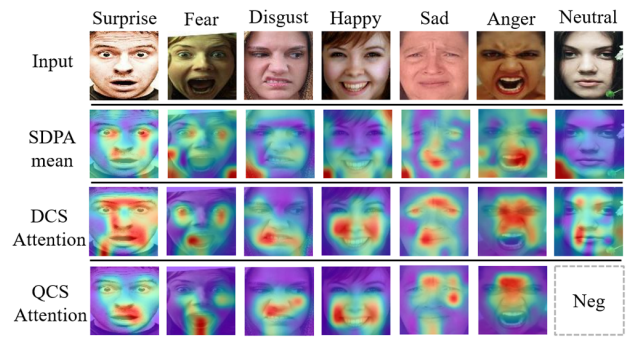 Surprise Fear Disgust Happy Sad Anger Neutral
Input
SDPA
mean
DCS
Attention
QCS
Attention
Neg